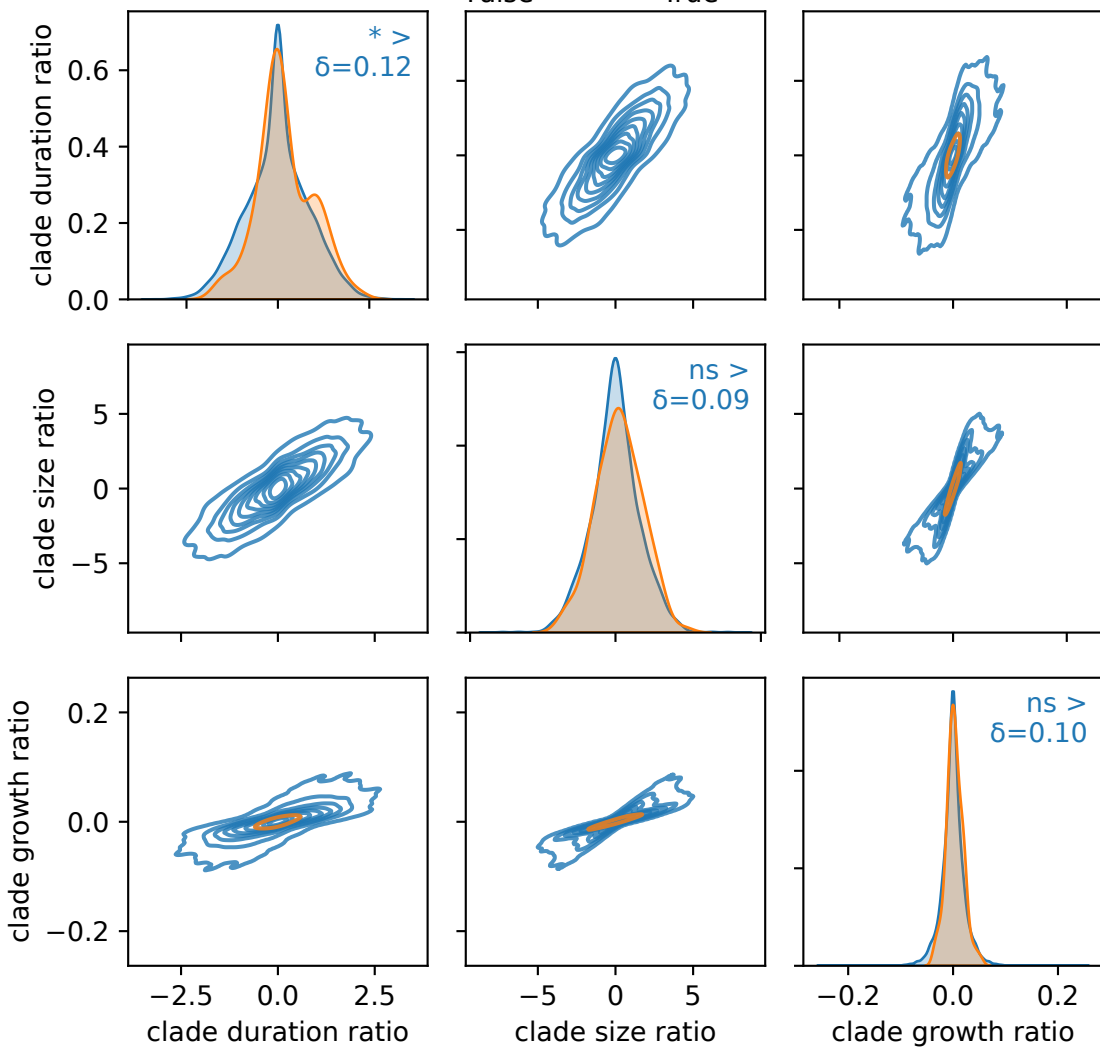 True
clade duration ratio
0.6
0.4
0.2
0.0
* >
δ=0.12
clade size ratio
5
0
−5
ns >
δ=0.09
clade growth ratio
0.2
0.0
−0.2
ns >
δ=0.10
−2.5 0.0 2.5
−5 0 5
−0.2 0.0 0.2
clade duration ratio
clade size ratio
clade growth ratio